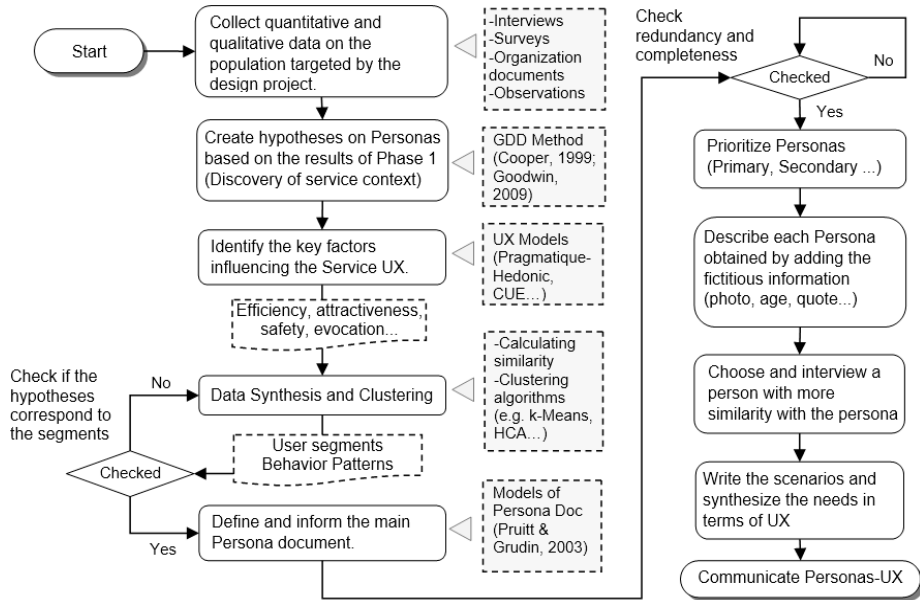 Start
Collect quantitative and
qualitative data on the
population targeted by the
design project.
-Interviews
-Surveys
-Organization
documents
-Observations
Create hypotheses on Personas
based on the results of Phase 1
(Discovery of service context)
GDD Method
(Cooper, 1999;
Goodwin,
2009)
Identify the key factors
influencing the Service UX.
UX Models
(Pragmatique-
Hedonic,
CUE…)
Efficiency, attractiveness,
safety, evocation...
Check if the
hypotheses
correspond to
the segments
No
Data Synthesis and Clustering
-Calculating
similarity
-Clustering
algorithms
(e.g. k-Means,
HCA…)
User segments
Behavior Patterns
Checked
Yes
Define and inform the main
Persona document.
Models of
Persona Doc
(Pruitt &
Grudin, 2003)
Check
redundancy and
completeness
Checked
No
Yes
Prioritize Personas
(Primary, Secondary ...)
Describe each Persona
obtained by adding the
fictitious information
(photo, age, quote...)
Choose and interview a
person with more
similarity with the persona
Write the scenarios and
synthesize the needs in
terms of UX
Communicate Personas-UX